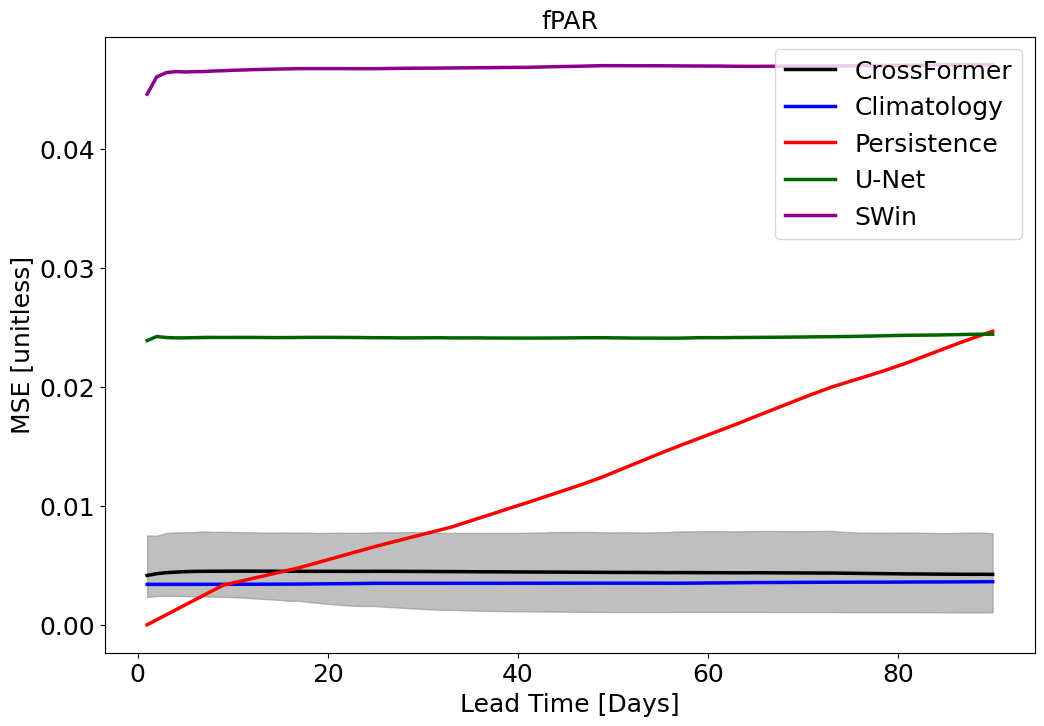 fPAR
MSE [unitless]
0.04
0.03
0.02
0.01
0.00
CrossFormer
Climatology
Persistence
U-Net
SWin
0 20 40 60 80
Lead Time [Days]